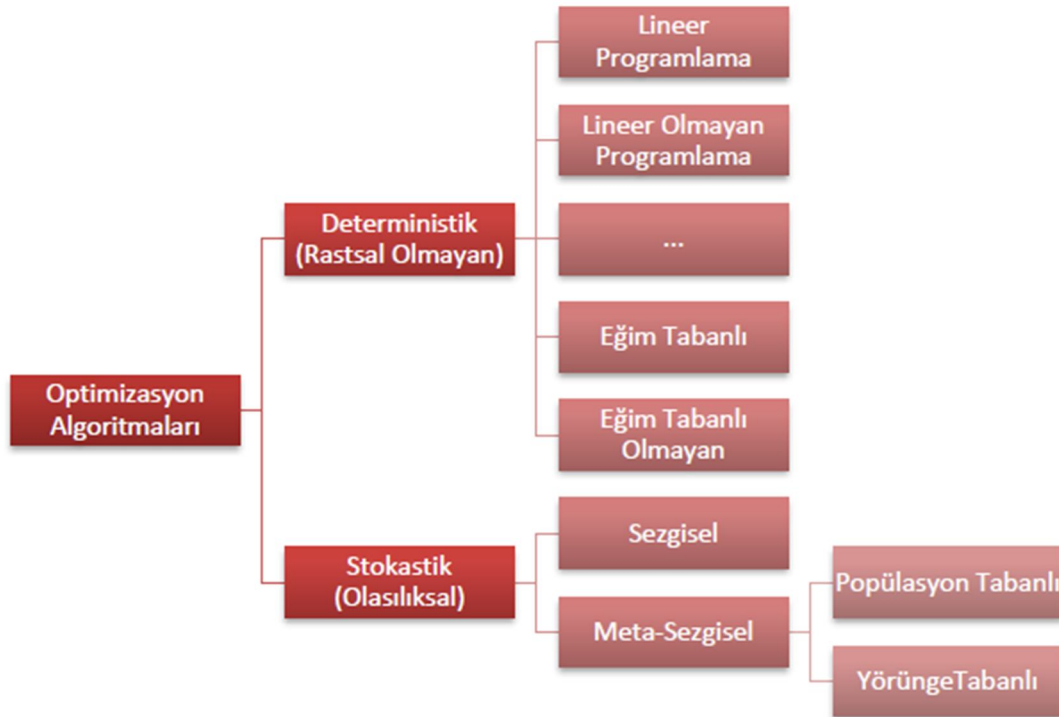 Optimizasyon
Algoritmaları
Deterministik
(Rastsal Olmayan)
Lineer
Programlama
Lineer Olmayan
Programlama
...
Eğim Tabanlı
Eğim Tabanlı
Olmayan
Stokastik
(Olasılıksal)
Sezgisel
Meta-Sezgisel
Popülasyon Tabanlı
YörüngeTabanlı